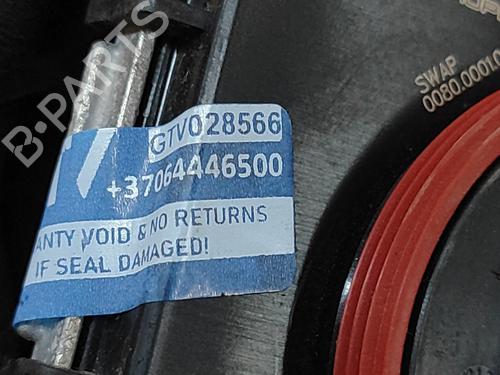 B-PARTS
GTV028566
+37064446500
ANTY VOID & NO RETURNS
IF SEAL DAMAGED!
SWAP
0080.0001.0